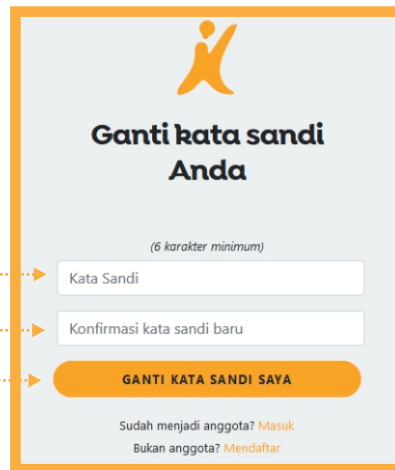 Ganti kata sandi
Anda
(6 karakter minimum)
Kata Sandi
Konfirmasi kata sandi baru
GANTI KATA SANDI SAYA
Sudah menjadi anggota? Masuk
Bukan anggota? Mendaftar